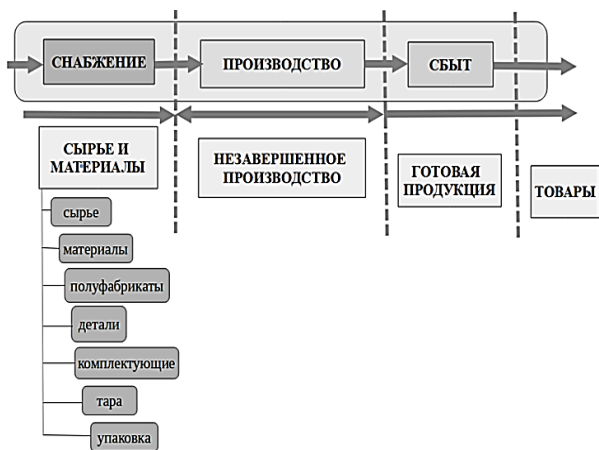 СНАБЖЕНИЕ
ПРОИЗВОДСТВО
СБЫТ
СЫРЬЕ И
МАТЕРИАЛЫ
НЕЗАВЕРШЕННОЕ
ПРОИЗВОДСТВО
ГОТОВАЯ
ПРОДУКЦИЯ
ТОВАРЫ
сырье
материалы
полуфабрикаты
детали
комплектующие
тара
упаковка